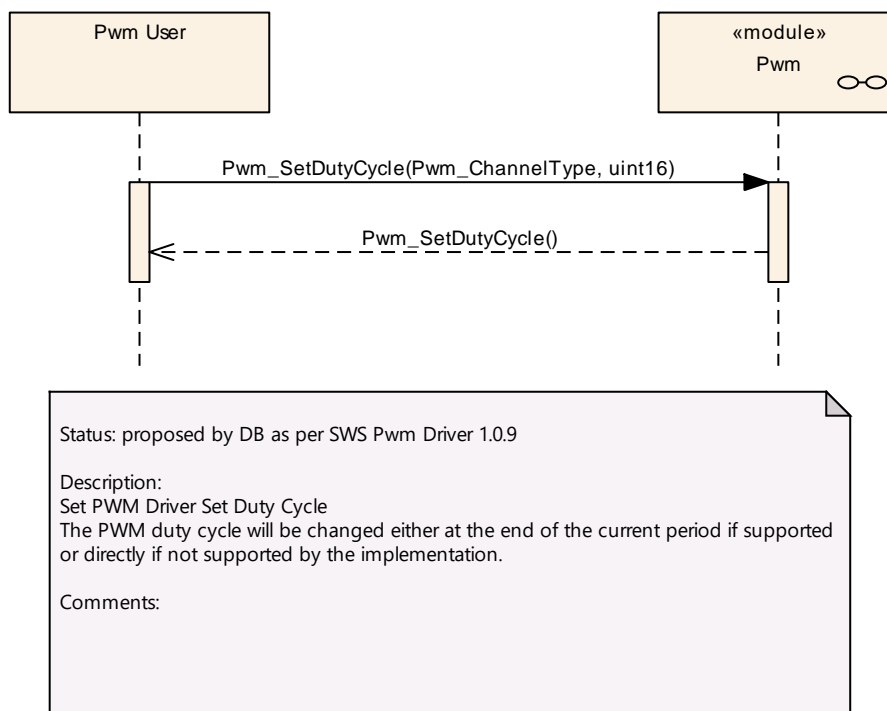 Pwm User
«module»
Pwm
Pwm_SetDutyCycle(Pwm_ChannelType, uint16)
Pwm_SetDutyCycle()
Status: proposed by DB as per SWS Pwm Driver 1.0.9
Description:
Set PWM Driver Set Duty Cycle
The PWM duty cycle will be changed either at the end of the current period if supported
or directly if not supported by the implementation.
Comments: